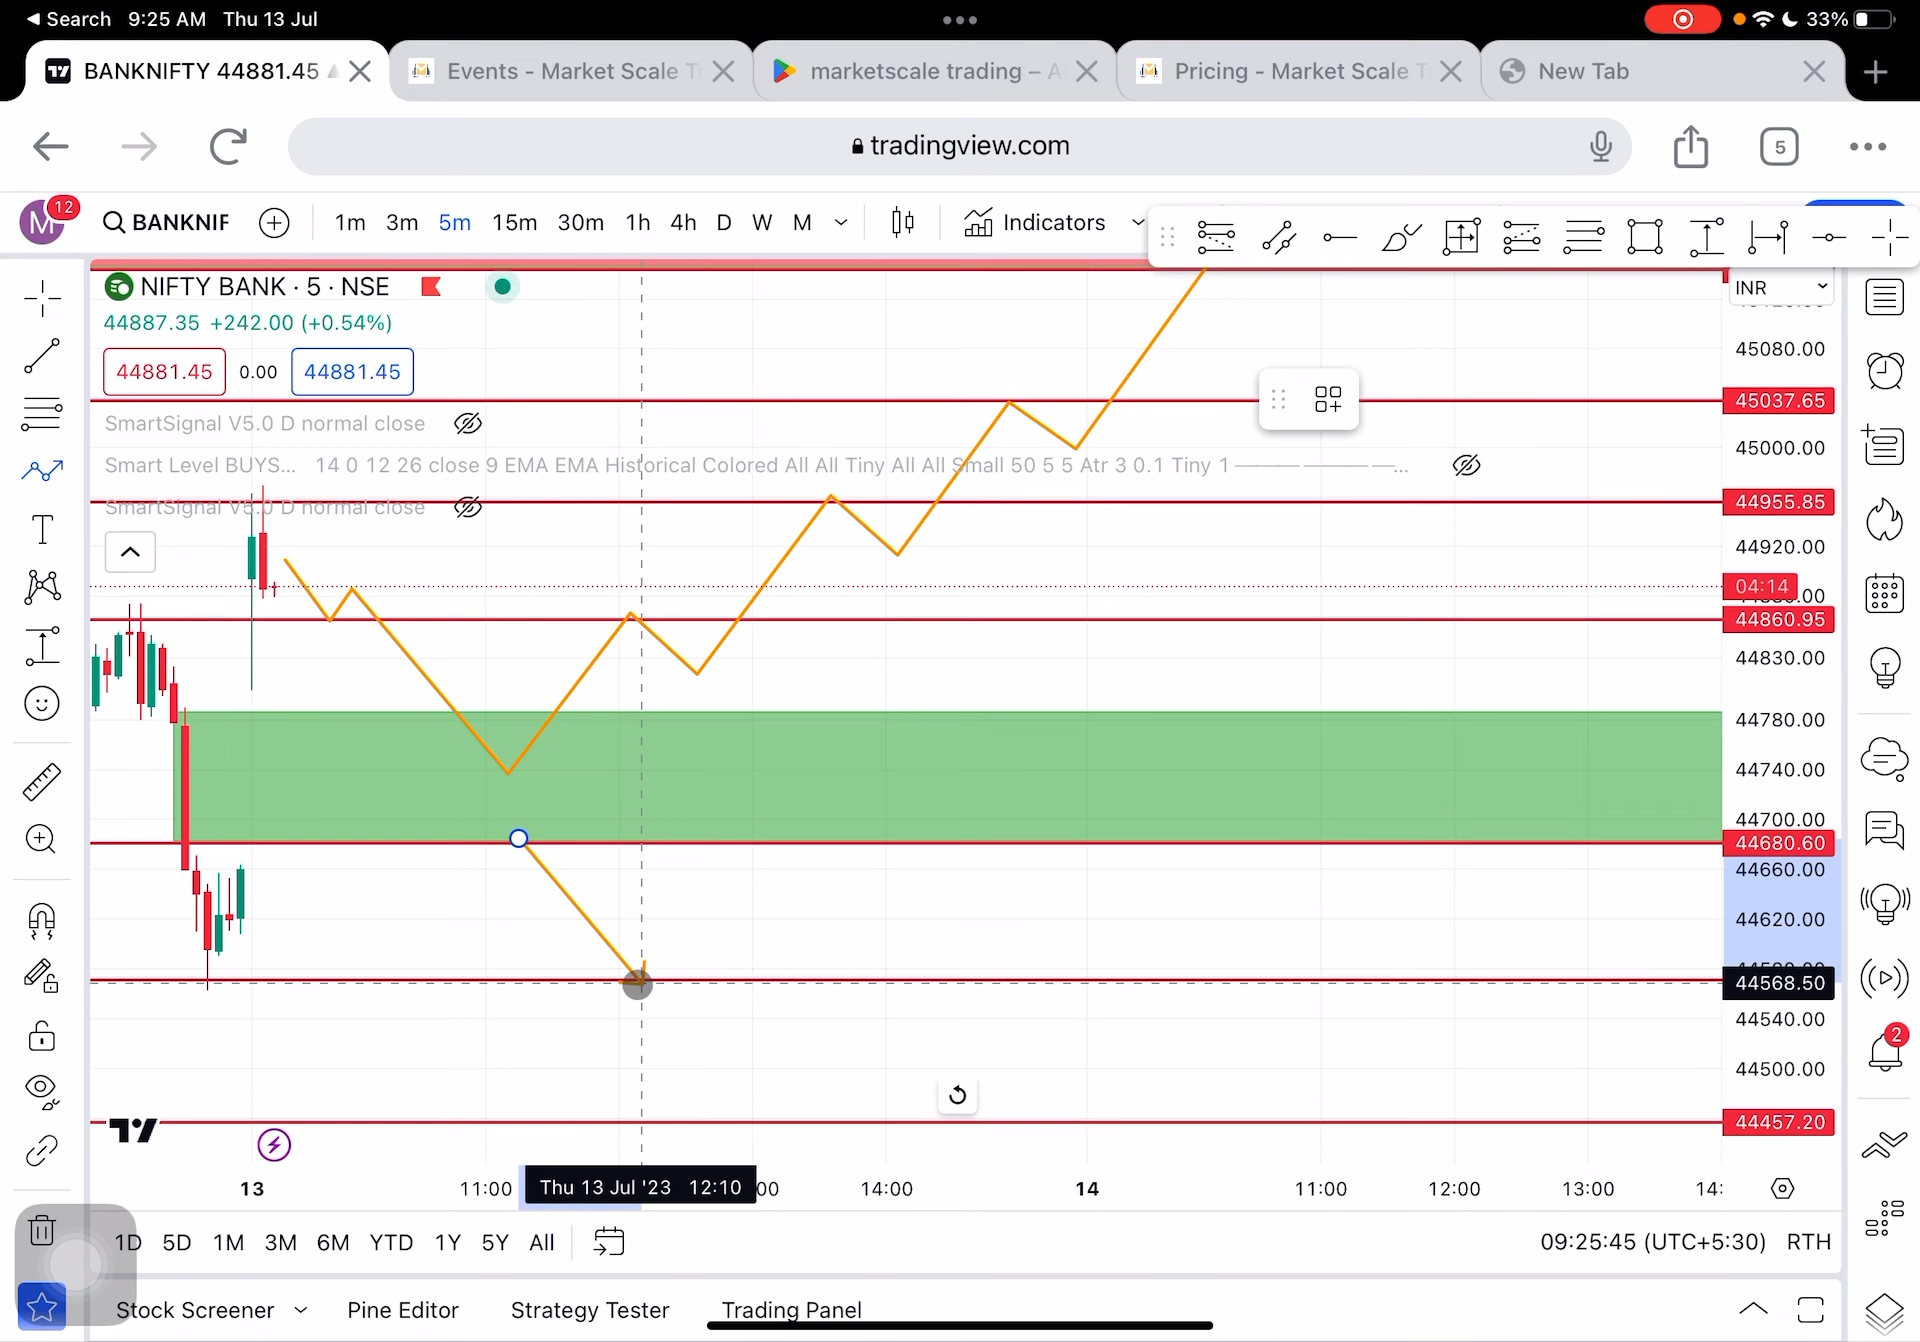 Search 9:25 AM Thu 13 Jul
33%
BANKNIFTY 44881.45
Events - Market Scale Tr
marketscale trading – A
Pricing - Market Scale T
New Tab
tradingview.com
5
M
12
BANKNIF
1m 3m 5m 15m 30m 1h 4h D W M
Indicators
NIFTY BANK · 5 · NSE
INR
44887.35 +242.00 (+0.54%)
44881.45 0.00 44881.45
45080.00
45037.65
SmartSignal V5.0 D normal close
45000.00
Smart Level BUYS... 14 0 12 26 close 9 EMA EMA Historical Colored All All Tiny All All Small 50 5 5 Atr 3 0.1 Tiny 1
SmartSignal V5.0 D normal close
44955.85
44920.00
04:14
44860.95
44830.00
44780.00
44740.00
44700.00
44680.60
44660.00
44620.00
44568.50
44540.00
2
44500.00
44457.20
13 11:00 Thu 13 Jul '23 12:10 00 14:00 14 11:00 12:00 13:00 14:
1D 5D 1M 3M 6M YTD 1Y 5Y All
09:25:45 (UTC+5:30) RTH
Stock Screener Pine Editor Strategy Tester Trading Panel